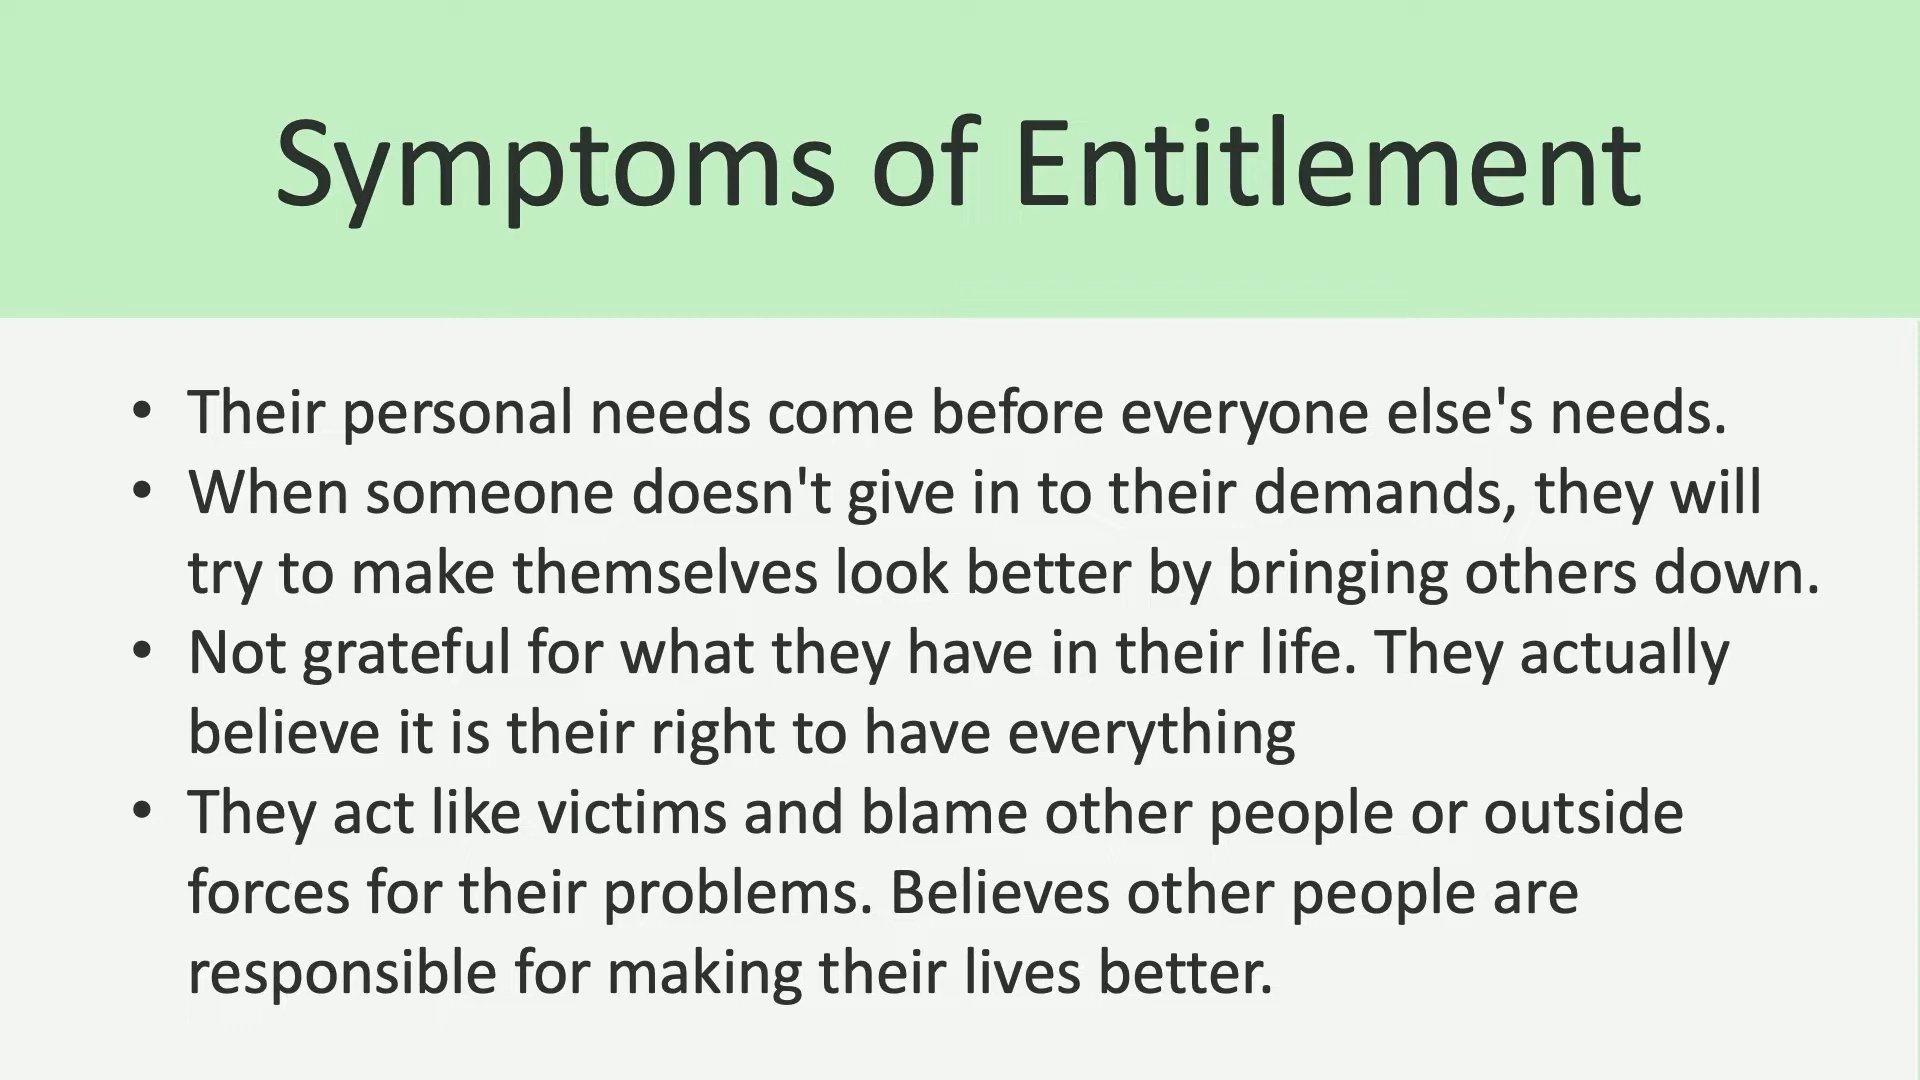 Symptoms of Entitlement
• Their personal needs come before everyone else's needs.
• When someone doesn't give in to their demands, they will
try to make themselves look better by bringing others down.
• Not grateful for what they have in their life. They actually
believe it is their right to have everything
• They act like victims and blame other people or outside
forces for their problems. Believes other people are
responsible for making their lives better.